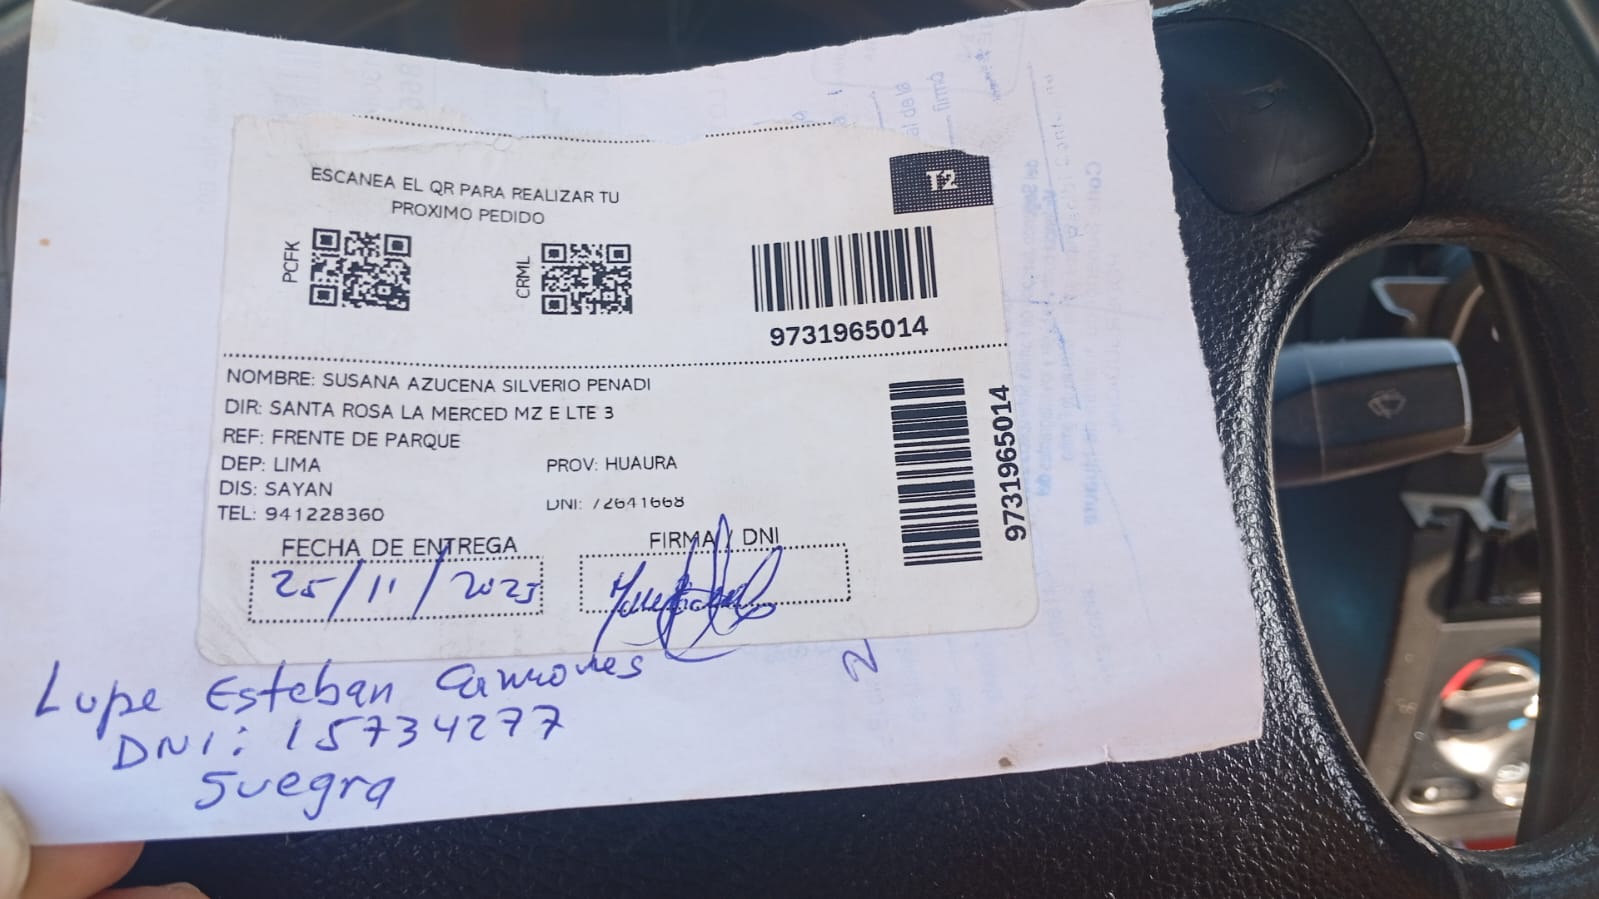 ESCANEA EL QR PARA REALIZAR TU
PROXIMO PEDIDO
T2
PCFK
CRML
9731965014
NOMBRE: SUSANA AZUCENA SILVERIO PENADI
DIR: SANTA ROSA LA MERCED MZ E LTE 3
REF: FRENTE DE PARQUE
DEP: LIMA PROV: HUAURA
DIS: SAYAN DNI: 72641668
TEL: 941228360
9731965014
FECHA DE ENTREGA FIRMA / DNI
25/11/2025
Lupe Esteban
DNI: 15734277
Suegra